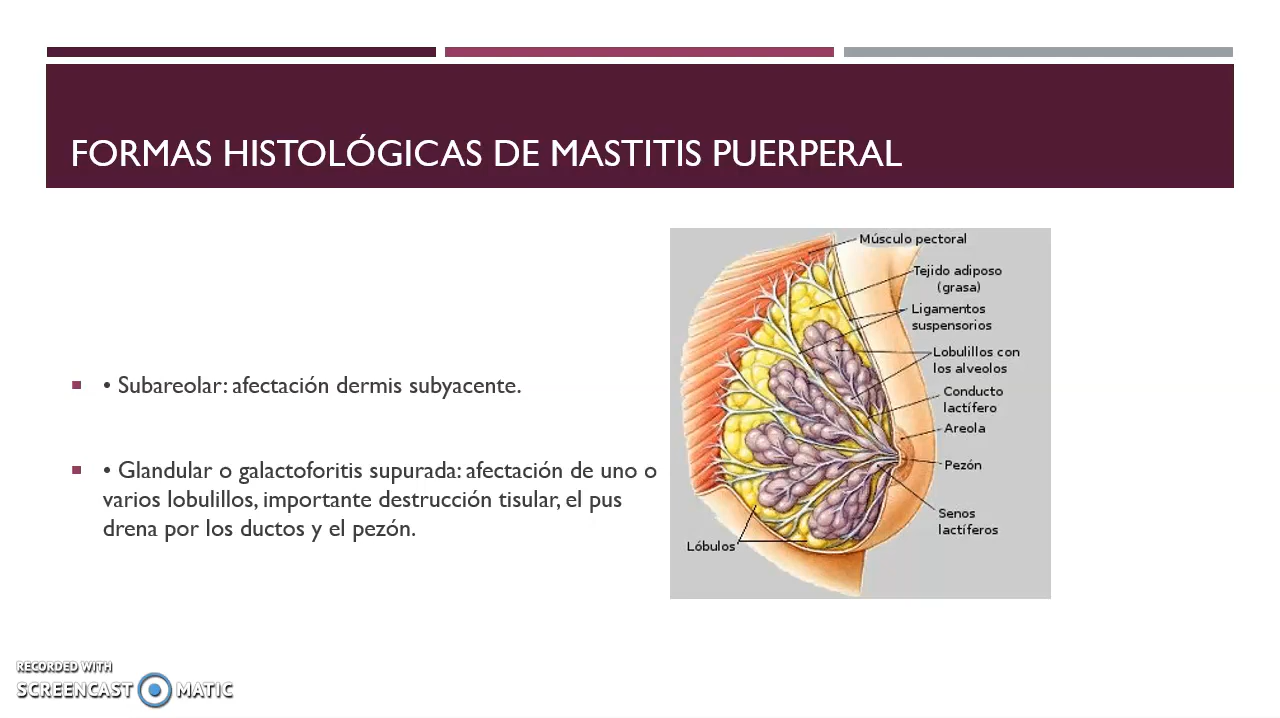 FORMAS HISTOLÓGICAS DE MASTITIS PUERPERAL
• Subareolar: afectación dermis subyacente.
• Glandular o galactoforitis supurada: afectación de uno o
varios lobulillos, importante destrucción tisular, el pus
drena por los ductos y el pezón.
Músculo pectoral
Tejido adiposo
(grasa)
Ligamentos
suspensorios
Lobulillos con
los alveolos
Conducto
lactífero
Areola
Pezón
Senos
lactíferos
Lóbulos
RECORDED WITH
SCREENCAST MATIC